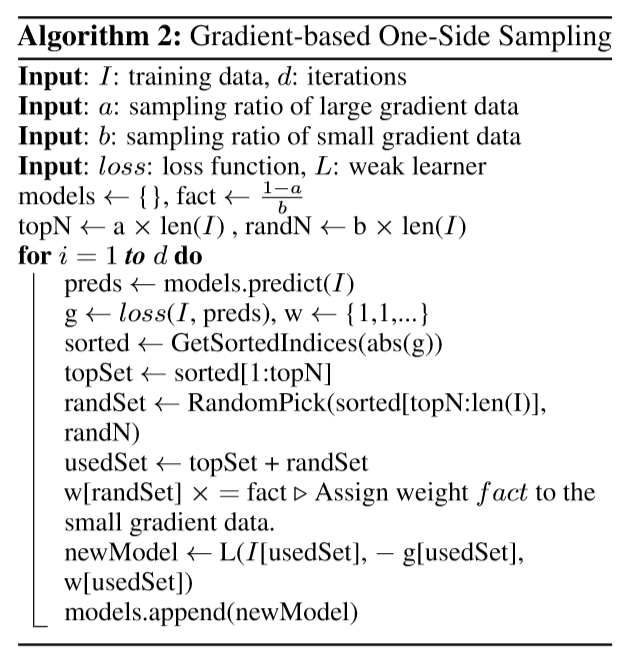 Algorithm 2: Gradient-based One-Side Sampling
Input: I: training data, d: iterations
Input: a: sampling ratio of large gradient data
Input: b: sampling ratio of small gradient data
Input: loss: loss function, L: weak learner
models ← {}, fact ← (1−a)/b
topN ← a × len(I) , randN ← b × len(I)
for i = 1 to d do
preds ← models.predict(I)
g ← loss(I, preds), w ← {1,1,...}
sorted ← GetSortedIndices(abs(g))
topSet ← sorted[1:topN]
randSet ← RandomPick(sorted[topN:len(I)],
randN)
usedSet ← topSet + randSet
w[randSet] × = fact ▷ Assign weight fact to the
small gradient data.
newModel ← L(I[usedSet], − g[usedSet],
w[usedSet])
models.append(newModel)